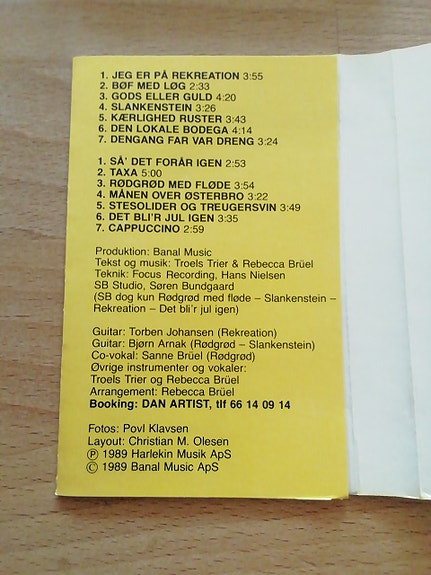 1. JEG ER PÅ REKREATION 3:55
2. BØF MED LØG 2:33
3. GODS ELLER GULD 4:20
4. SLANKENSTEIN 3:26
5. KÆRLIGHED RUSTER 3:43
6. DEN LOKALE BODEGA 4:14
7. DENGANG FAR VAR DRENG 3:24
1. SÅ' DET FORÅR IGEN 2:53
2. TAXA 5:00
3. RØDGRØD MED FLØDE 3:54
4. MÅNEN OVER ØSTERBRO 3:22
5. STESOLIDER OG TREUGERSVIN 3:49
6. DET BLI'R JUL IGEN 3:35
7. CAPPUCCINO 2:59
Produktion: Banal Music
Tekst og musik: Troels Trier & Rebecca Brüel
Teknik: Focus Recording, Hans Nielsen
SB Studio, Søren Bundgaard
(SB dog kun Rødgrød med fløde – Slankenstein –
Rekreation – Det bli'r jul igen)
Guitar: Torben Johansen (Rekreation)
Guitar: Bjørn Arnak (Rødgrød – Slankenstein)
Co-vokal: Sanne Brüel (Rødgrød)
Øvrige instrumenter og vokaler:
Troels Trier og Rebecca Brüel
Arrangement: Rebecca Brüel
Booking: DAN ARTIST, tlf 66 14 09 14
Fotos: Povl Klavsen
Layout: Christian M. Olesen
Ⓟ 1989 Harlekin Musik ApS
© 1989 Banal Music ApS